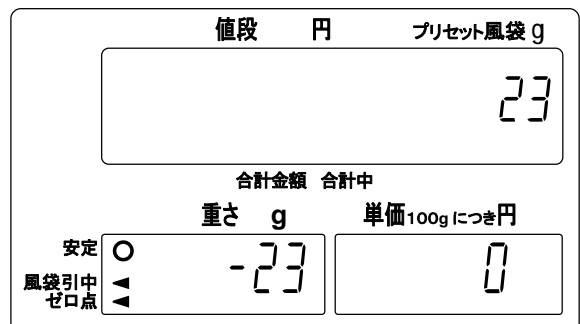 値段 円 プリセット風袋 g
23
合計金額 合計中
重さ g 単価100gにつき円
安定
-23 0
風袋引中
ゼロ点